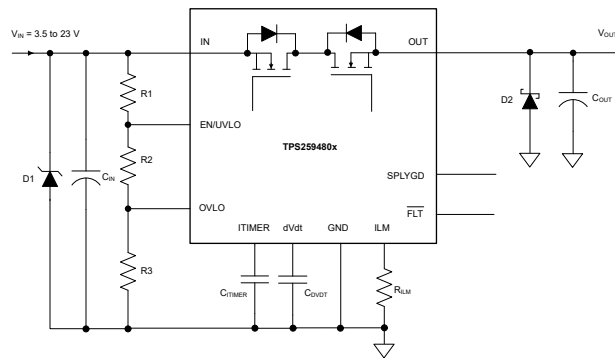 V_IN = 3.5 to 23 V
IN
OUT
V_OUT
R1
EN/UVLO
D2
C_OUT
R2
TPS259480x
D1
C_IN
SPLYGD
OVLO
FLT
ITIMER dVdt GND ILM
R3
C_ITIMER
C_DVDT
R_ILM